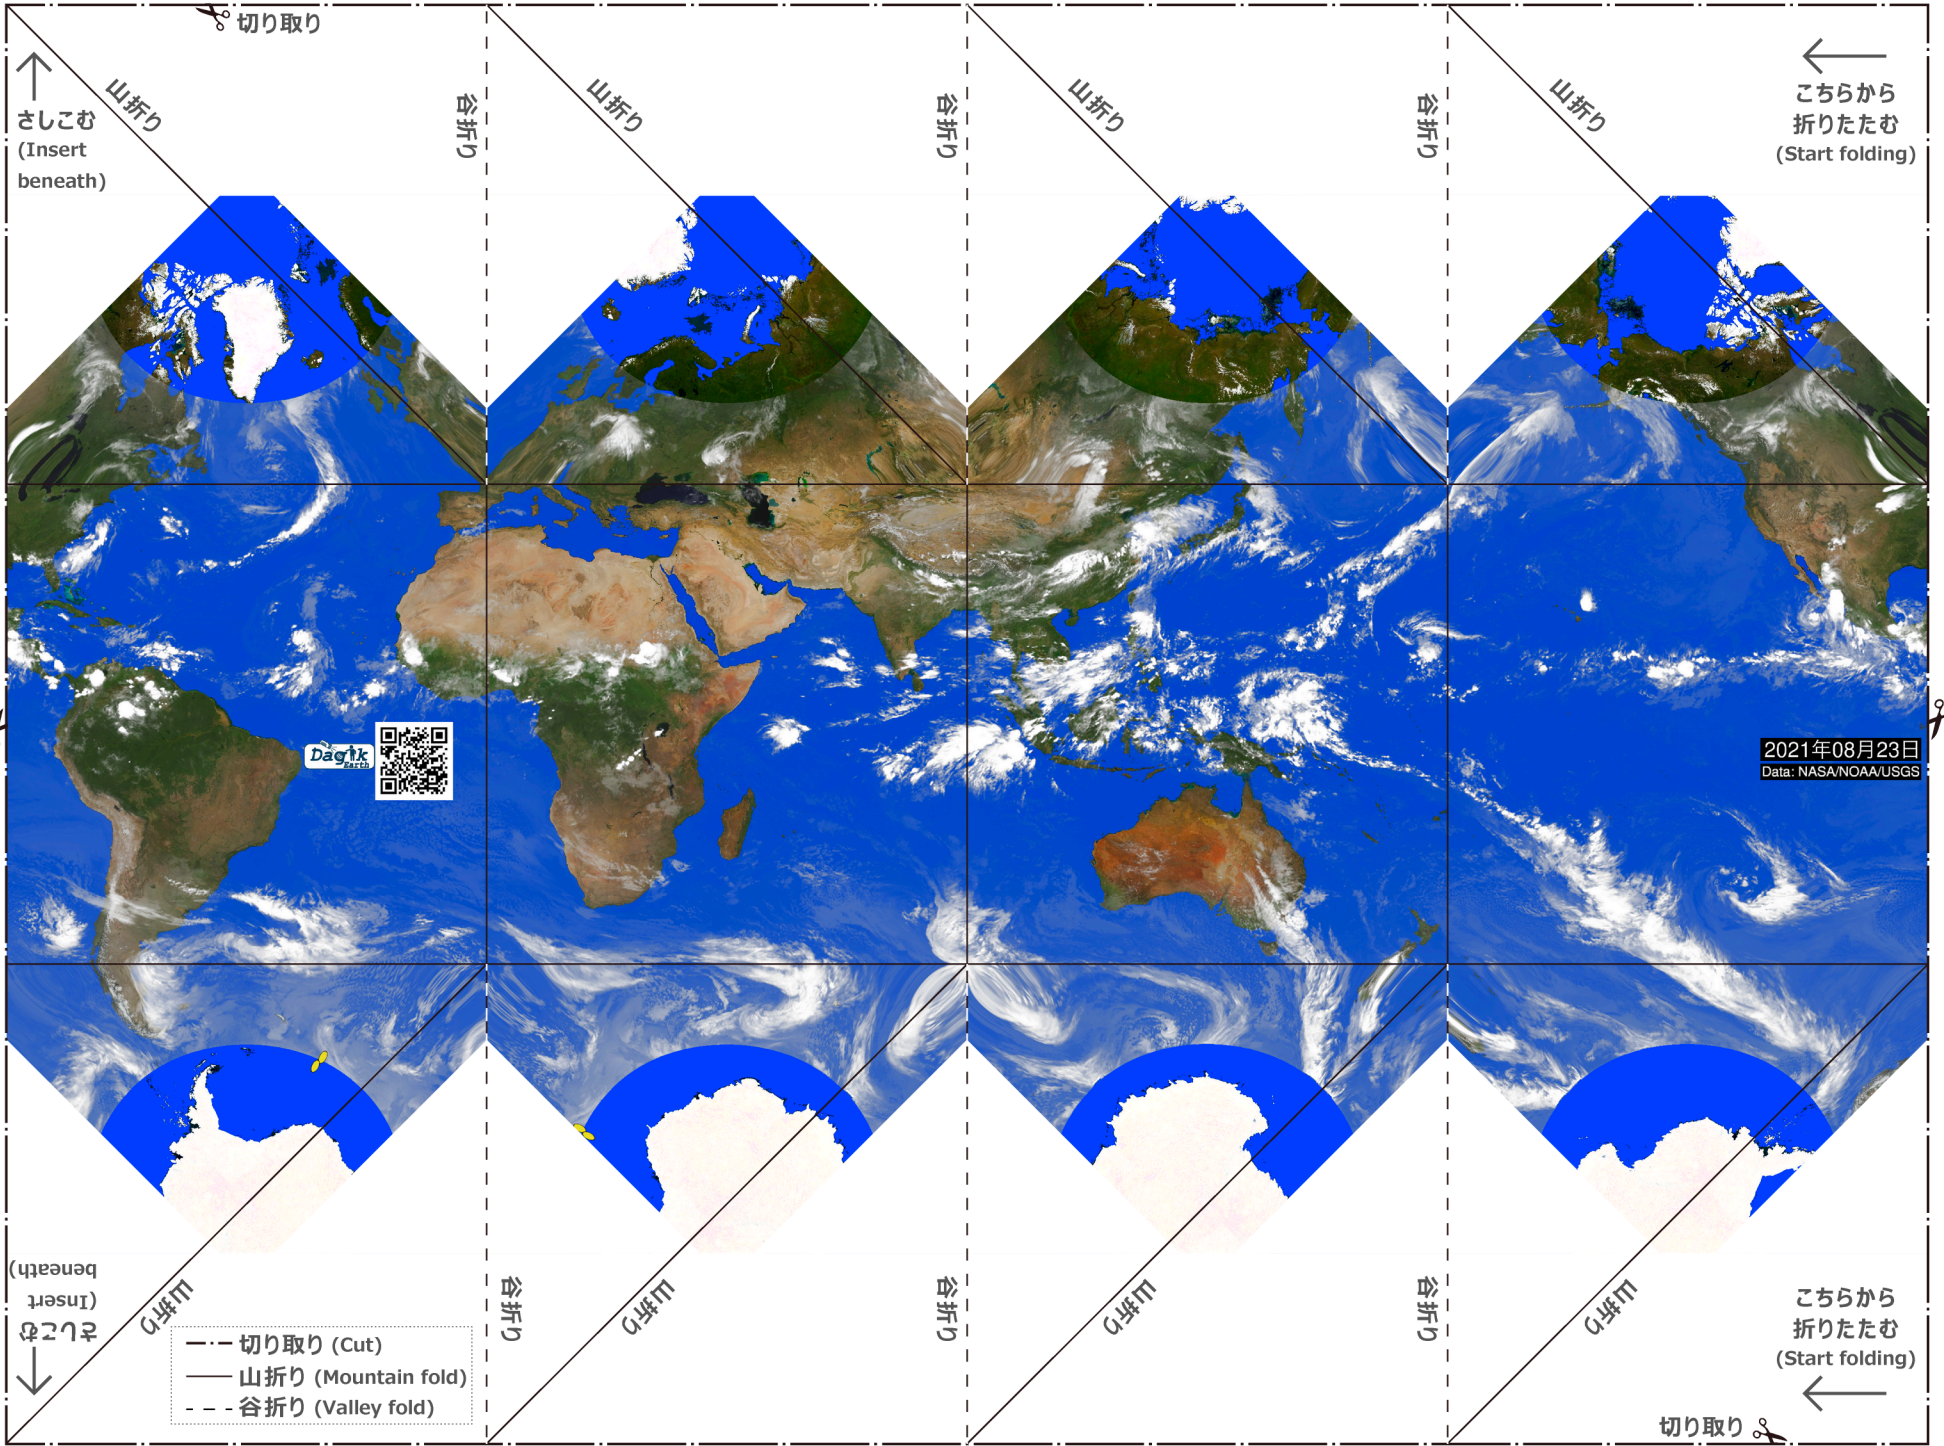 切り取り
山折り
谷折り
山折り
谷折り
山折り
谷折り
山折り
さしこむ
(Insert
beneath)
こちらから
折りたたむ
(Start folding)
Dagik
Earth
2021年08月23日
Data: NASA/NOAA/USGS
さしこむ
(Insert
beneath)
山折り
谷折り
山折り
谷折り
山折り
谷折り
山折り
こちらから
折りたたむ
(Start folding)
切り取り (Cut)
山折り (Mountain fold)
谷折り (Valley fold)
切り取り